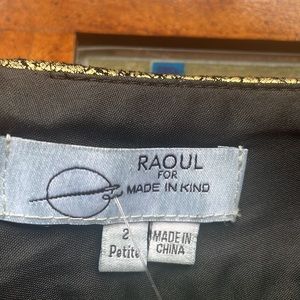 RAOUL
FOR
MADE IN KIND
2
Petite
MADE IN
CHINA